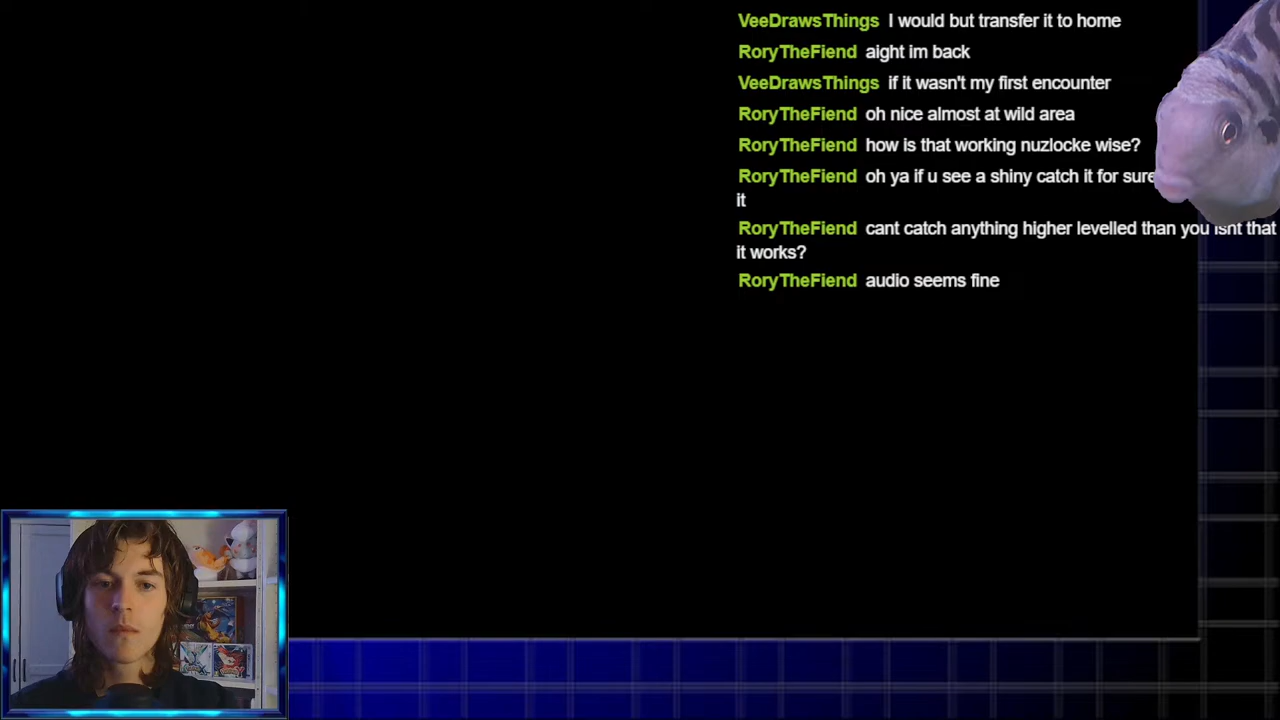 VeeDrawsThings I would but transfer it to home
RoryTheFiend aight im back
VeeDrawsThings if it wasn't my first encounter
RoryTheFiend oh nice almost at wild area
RoryTheFiend how is that working nuzlocke wise?
RoryTheFiend oh ya if u see a shiny catch it for sure
it
RoryTheFiend cant catch anything higher levelled than you isnt that
it works?
RoryTheFiend audio seems fine